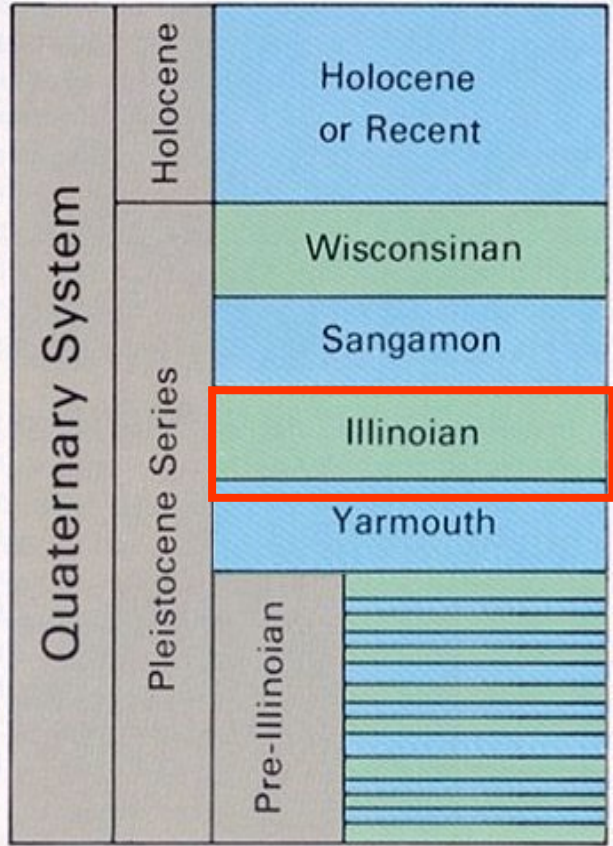 Quaternary System
Holocene
Pleistocene Series
Holocene
or Recent
Wisconsinan
Sangamon
Illinoian
Yarmouth
Pre-Illinoian